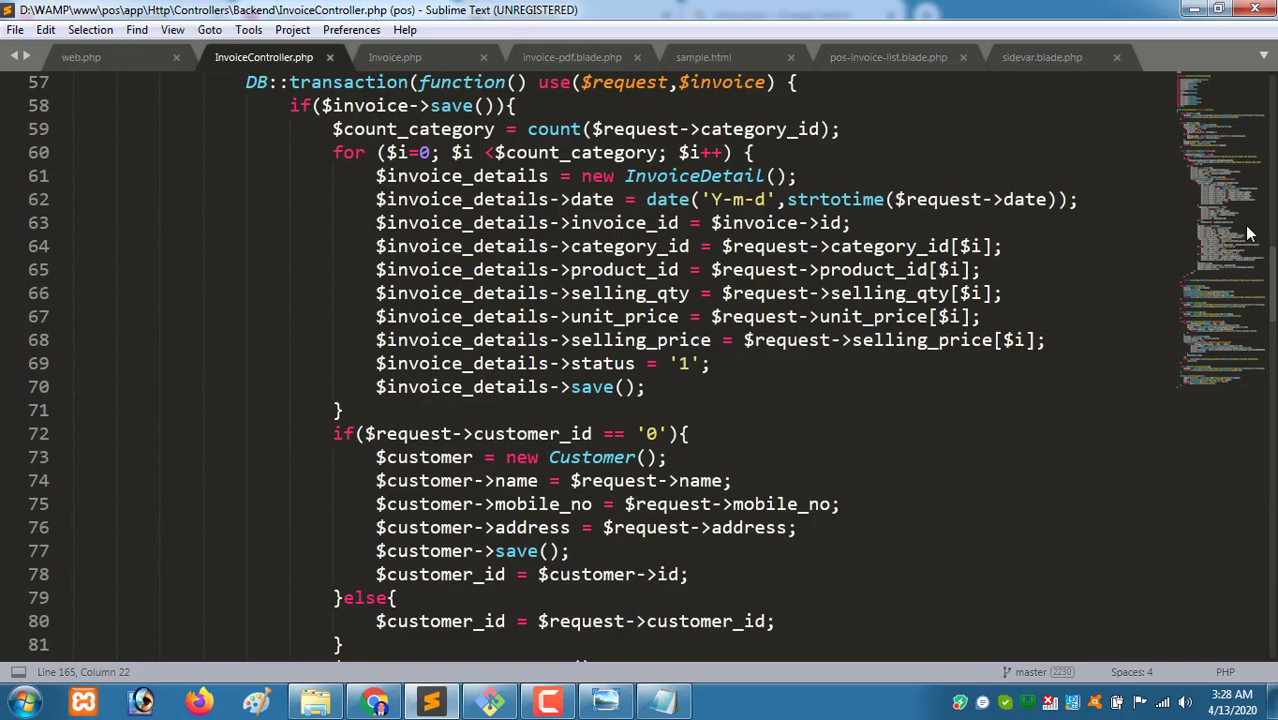 D:\WAMP\www\pos\app\Http\Controllers\Backend\InvoiceController.php (pos) - Sublime Text (UNREGISTERED)
File Edit Selection Find View Goto Tools Project Preferences Help
web.php InvoiceController.php Invoice.php invoice-pdf.blade.php sample.html pos-invoice-list.blade.php sidevar.blade.php
57 DB::transaction(function() use($request,$invoice) {
58 if($invoice->save()){
59 $count_category = count($request->category_id);
60 for ($i=0; $i <$count_category; $i++) {
61 $invoice_details = new InvoiceDetail();
62 $invoice_details->date = date('Y-m-d',strtotime($request->date));
63 $invoice_details->invoice_id = $invoice->id;
64 $invoice_details->category_id = $request->category_id[$i];
65 $invoice_details->product_id = $request->product_id[$i];
66 $invoice_details->selling_qty = $request->selling_qty[$i];
67 $invoice_details->unit_price = $request->unit_price[$i];
68 $invoice_details->selling_price = $request->selling_price[$i];
69 $invoice_details->status = '1';
70 $invoice_details->save();
71 }
72 if($request->customer_id == '0'){
73 $customer = new Customer();
74 $customer->name = $request->name;
75 $customer->mobile_no = $request->mobile_no;
76 $customer->address = $request->address;
77 $customer->save();
78 $customer_id = $customer->id;
79 }else{
80 $customer_id = $request->customer_id;
81 }
Line 165, Column 22 master 2230 Spaces: 4 PHP
3:28 AM
4/13/2020